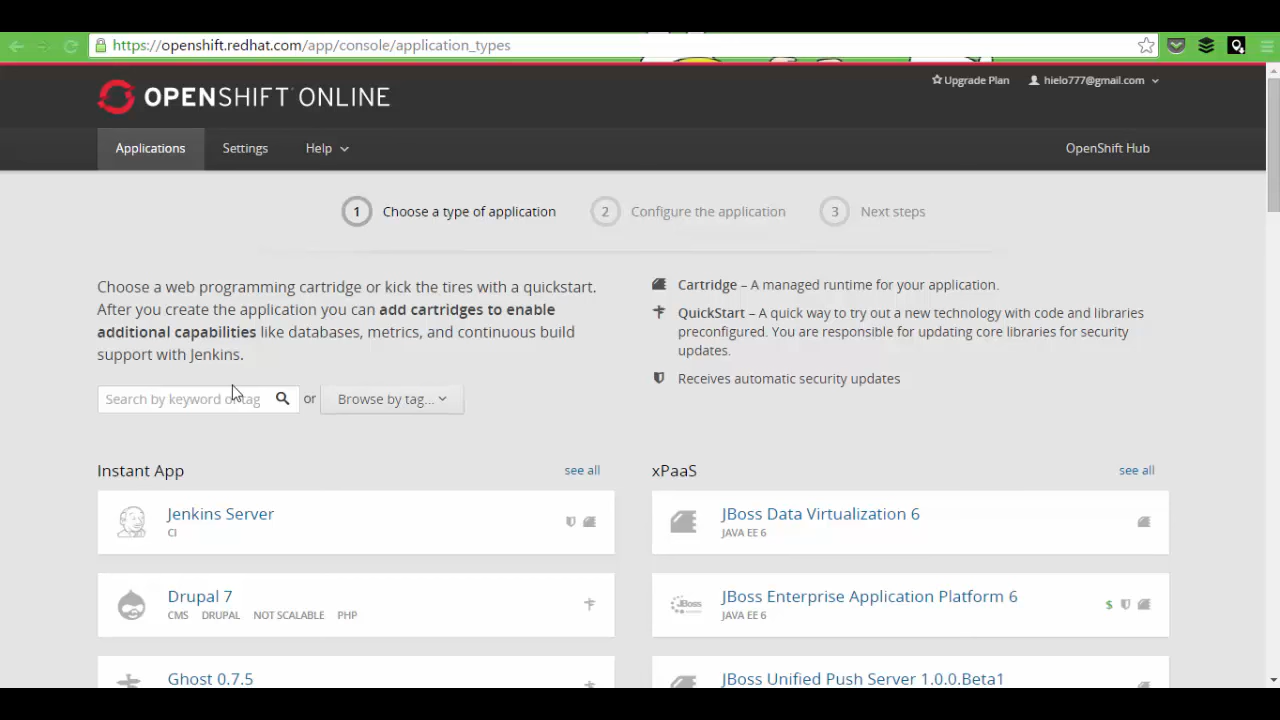 https://openshift.redhat.com/app/console/application_types
OPENSHIFT ONLINE
Upgrade Plan
hielo777@gmail.com
Applications
Settings
Help
OpenShift Hub
1 Choose a type of application
2 Configure the application
3 Next steps
Choose a web programming cartridge or kick the tires with a quickstart.
After you create the application you can add cartridges to enable
additional capabilities like databases, metrics, and continuous build
support with Jenkins.
Search by keyword or tag
or
Browse by tag...
Cartridge – A managed runtime for your application.
QuickStart – A quick way to try out a new technology with code and libraries
preconfigured. You are responsible for updating core libraries for security
updates.
Receives automatic security updates
Instant App
see all
Jenkins Server
CI
Drupal 7
CMS DRUPAL NOT SCALABLE PHP
Ghost 0.7.5
xPaaS
see all
JBoss Data Virtualization 6
JAVA EE 6
JBoss
JBoss Enterprise Application Platform 6
JAVA EE 6
$
JBoss Unified Push Server 1.0.0.Beta1